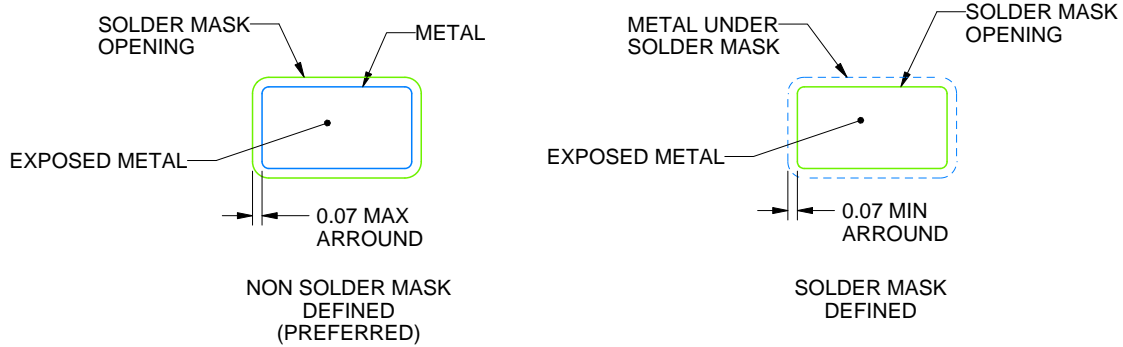 SOLDER MASK
OPENING
METAL
EXPOSED METAL
0.07 MAX
ARROUND
NON SOLDER MASK
DEFINED
(PREFERRED)
METAL UNDER
SOLDER MASK
SOLDER MASK
OPENING
EXPOSED METAL
0.07 MIN
ARROUND
SOLDER MASK
DEFINED